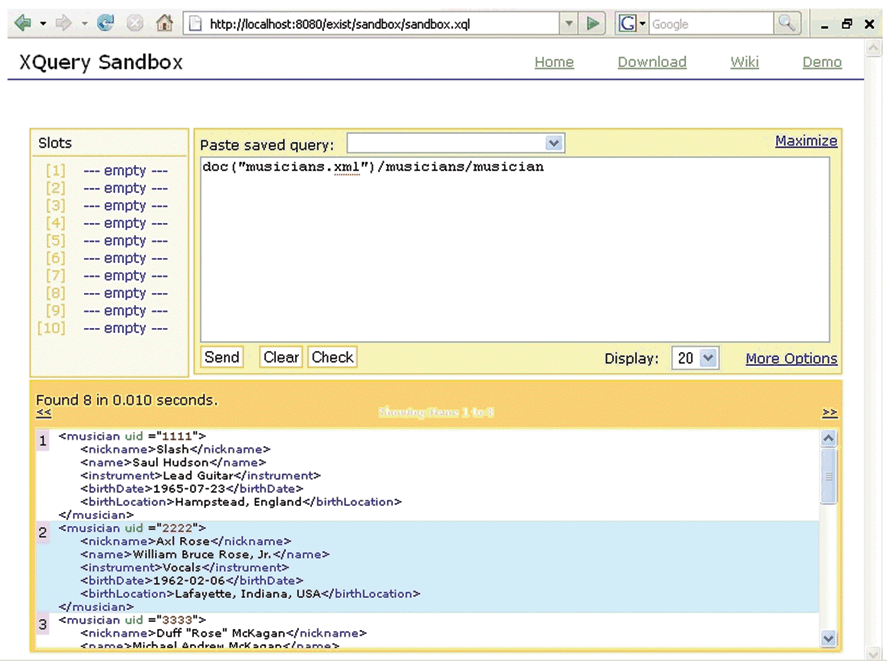 http://localhost:8080/exist/sandbox/sandbox.xql
G
Google
XQuery Sandbox
Home Download Wiki Demo
Slots
[1] --- empty ---
[2] --- empty ---
[3] --- empty ---
[4] --- empty ---
[5] --- empty ---
[6] --- empty ---
[7] --- empty ---
[8] --- empty ---
[9] --- empty ---
[10] --- empty ---
Paste saved query:
Maximize
doc("musicians.xml")/musicians/musician
Send Clear Check
Display: 20 More Options
Found 8 in 0.010 seconds.
<< Showing Items 1 to 8 >>
1 <musician uid ="1111">
<nickname>Slash</nickname>
<name>Saul Hudson</name>
<instrument>Lead Guitar</instrument>
<birthDate>1965-07-23</birthDate>
<birthLocation>Hampstead, England</birthLocation>
</musician>
2 <musician uid ="2222">
<nickname>Axl Rose</nickname>
<name>William Bruce Rose, Jr.</name>
<instrument>Vocals</instrument>
<birthDate>1962-02-06</birthDate>
<birthLocation>Lafayette, Indiana, USA</birthLocation>
</musician>
3 <musician uid ="3333">
<nickname>Duff "Rose" McKagan</nickname>
<name>Michael Andrew McKagan</name>